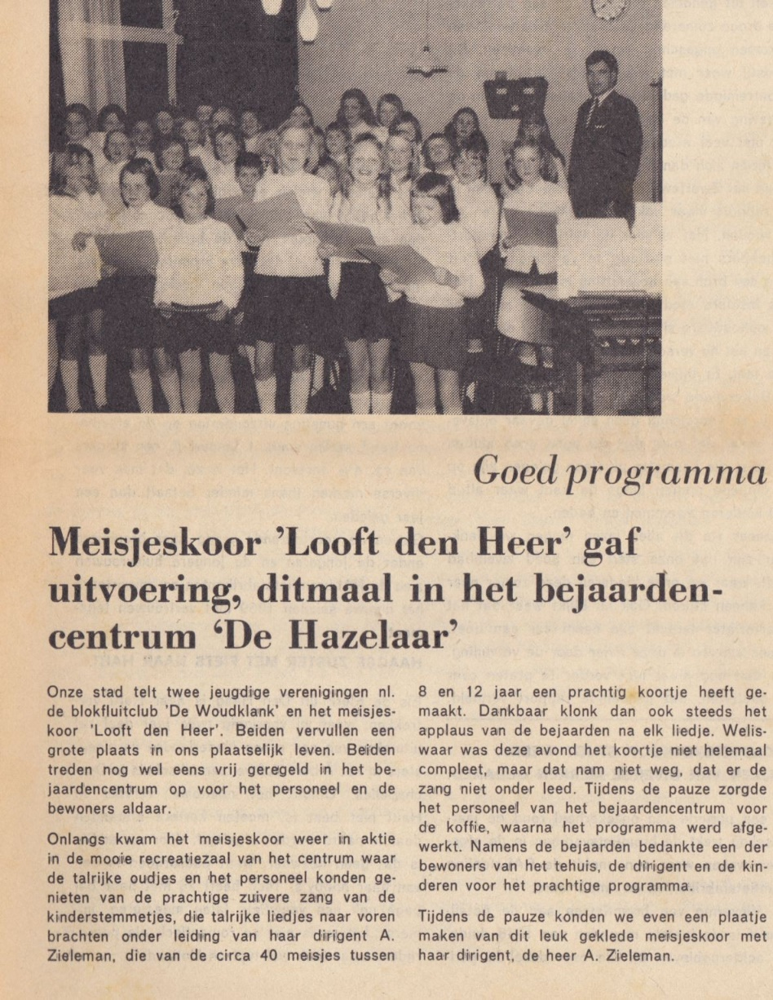 Goed programma
Meisjeskoor 'Looft den Heer' gaf
uitvoering, ditmaal in het bejaarden-
centrum ‘De Hazelaar’
Onze stad telt twee jeugdige verenigingen nl.
de blokfluitclub 'De Woudklank' en het meisjes-
koor 'Looft den Heer'. Beiden vervullen een
grote plaats in ons plaatselijk leven. Beiden
treden nog wel eens vrij geregeld in het be-
jaardencentrum op voor het personeel en de
bewoners aldaar.
Onlangs kwam het meisjeskoor weer in aktie
in de mooie recreatiezaal van het centrum waar
de talrijke oudjes en het personeel konden ge-
nieten van de prachtige zuivere zang van de
kinderstemmetjes, die talrijke liedjes naar voren
brachten onder leiding van haar dirigent A.
Zieleman, die van de circa 40 meisjes tussen
8 en 12 jaar een prachtig koortje heeft ge-
maakt. Dankbaar klonk dan ook steeds het
applaus van de bejaarden na elk liedje. Welis-
waar was deze avond het koortje niet helemaal
compleet, maar dat nam niet weg, dat er de
zang niet onder leed. Tijdens de pauze zorgde
het personeel van het bejaardencentrum voor
de koffie, waarna het programma werd afge-
werkt. Namens de bejaarden bedankte een der
bewoners van het tehuis, de dirigent en de kin-
deren voor het prachtige programma.
Tijdens de pauze konden we even een plaatje
maken van dit leuk geklede meisjeskoor met
haar dirigent, de heer A. Zieleman.